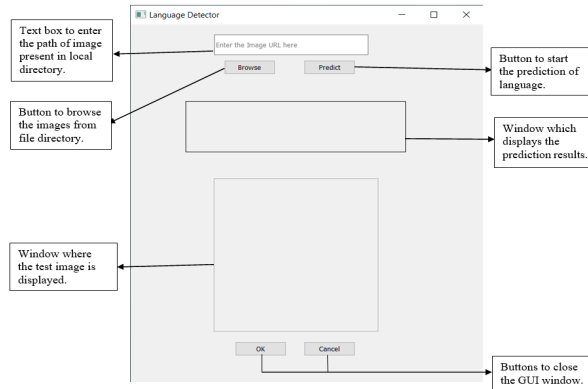 Language Detector
Text box to enter
the path of image
present in local
directory.
Enter the Image URL here
Browse
Predict
Button to start
the prediction of
language.
Button to browse
the images from
file directory.
Window which
displays the
prediction results.
Window where
the test image is
displayed.
OK
Cancel
Buttons to close
the GUI window.